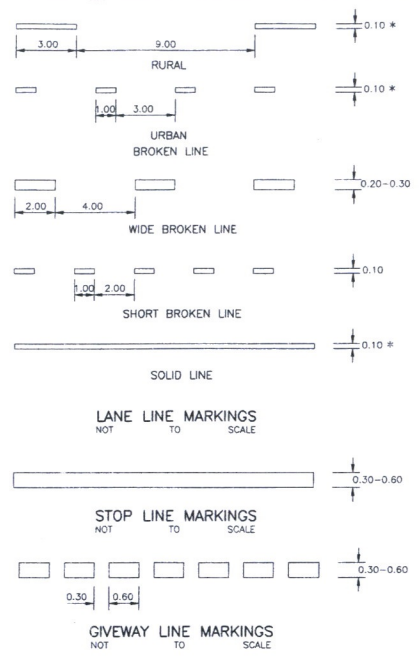 0.10 *
3.00 9.00
RURAL
0.10 *
1.00 3.00
URBAN
BROKEN LINE
0.20-0.30
2.00 4.00
WIDE BROKEN LINE
0.10
1.00 2.00
SHORT BROKEN LINE
0.10 *
SOLID LINE
LANE LINE MARKINGS
NOT TO SCALE
0.30-0.60
STOP LINE MARKINGS
NOT TO SCALE
0.30-0.60
0.30 0.60
GIVEWAY LINE MARKINGS
NOT TO SCALE